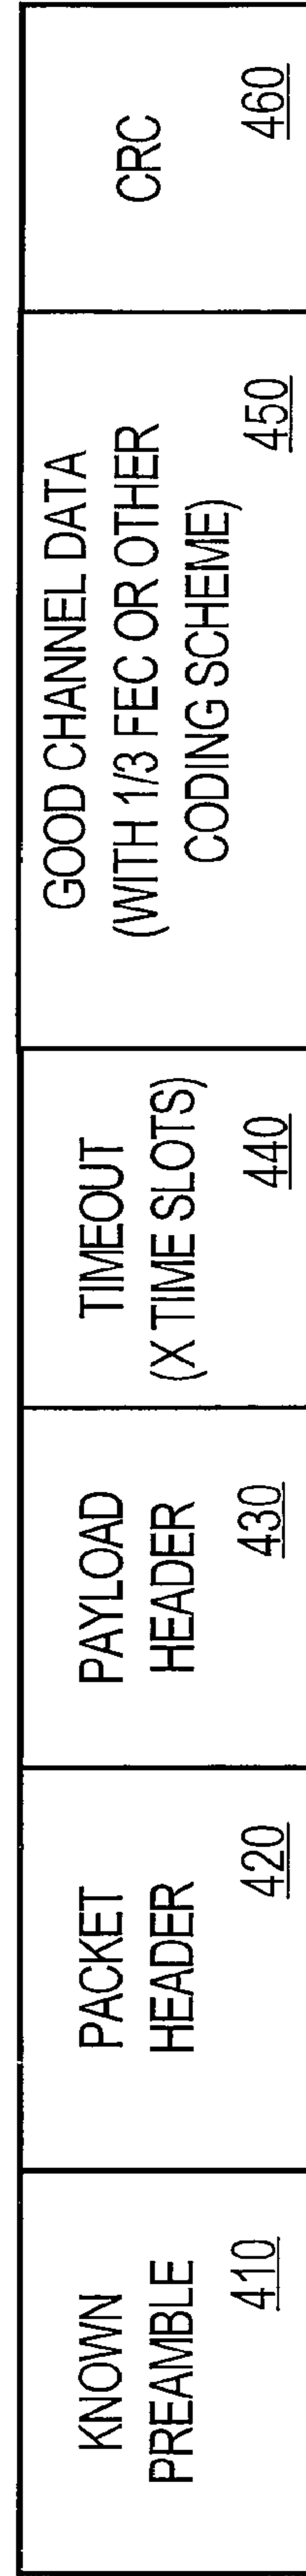 KNOWN
PREAMBLE
410
PACKET
HEADER
420
PAYLOAD
HEADER
430
TIMEOUT
(X TIME SLOTS)
440
GOOD CHANNEL DATA
(WITH 1/3 FEC OR OTHER
CODING SCHEME)
450
CRC
460